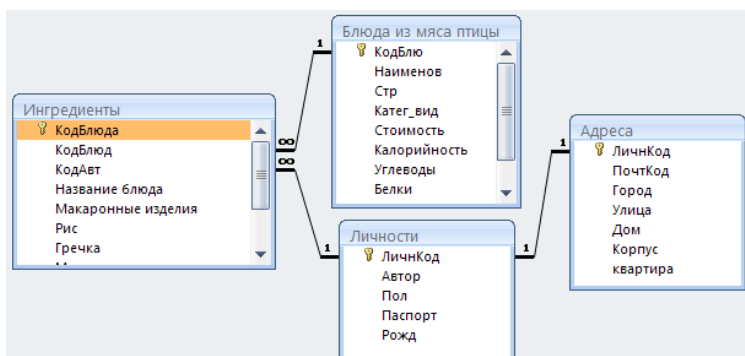 Ингредиенты
КодБлюда
КодБлюд
КодАвт
Название блюда
Макаронные изделия
Рис
Гречка
1
∞
∞
1
Блюда из мяса птицы
КодБлю
Наименов
Стр
Катег_вид
Стоимость
Калорийность
Углеводы
Белки
Личности
ЛичнКод
Автор
Пол
Паспорт
Рожд
1
1
Адреса
ЛичнКод
ПочтКод
Город
Улица
Дом
Корпус
квартира